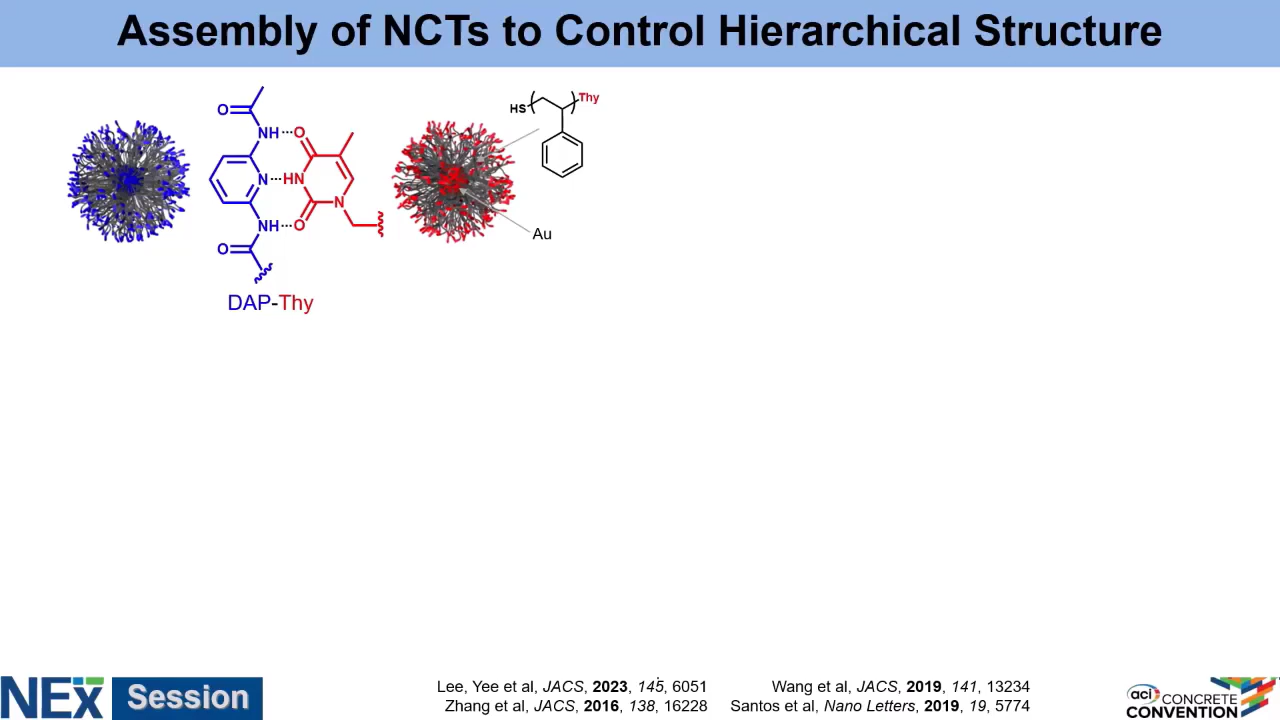 Assembly of NCTs to Control Hierarchical Structure
O
NH
O
N
HN
N
NH
O
O
DAP-Thy
HS
Thy
Au
Lee, Yee et al, JACS, 2023, 145, 6051
Zhang et al, JACS, 2016, 138, 16228
Wang et al, JACS, 2019, 141, 13234
Santos et al, Nano Letters, 2019, 19, 5774
NEx Session
aci CONCRETE
CONVENTION